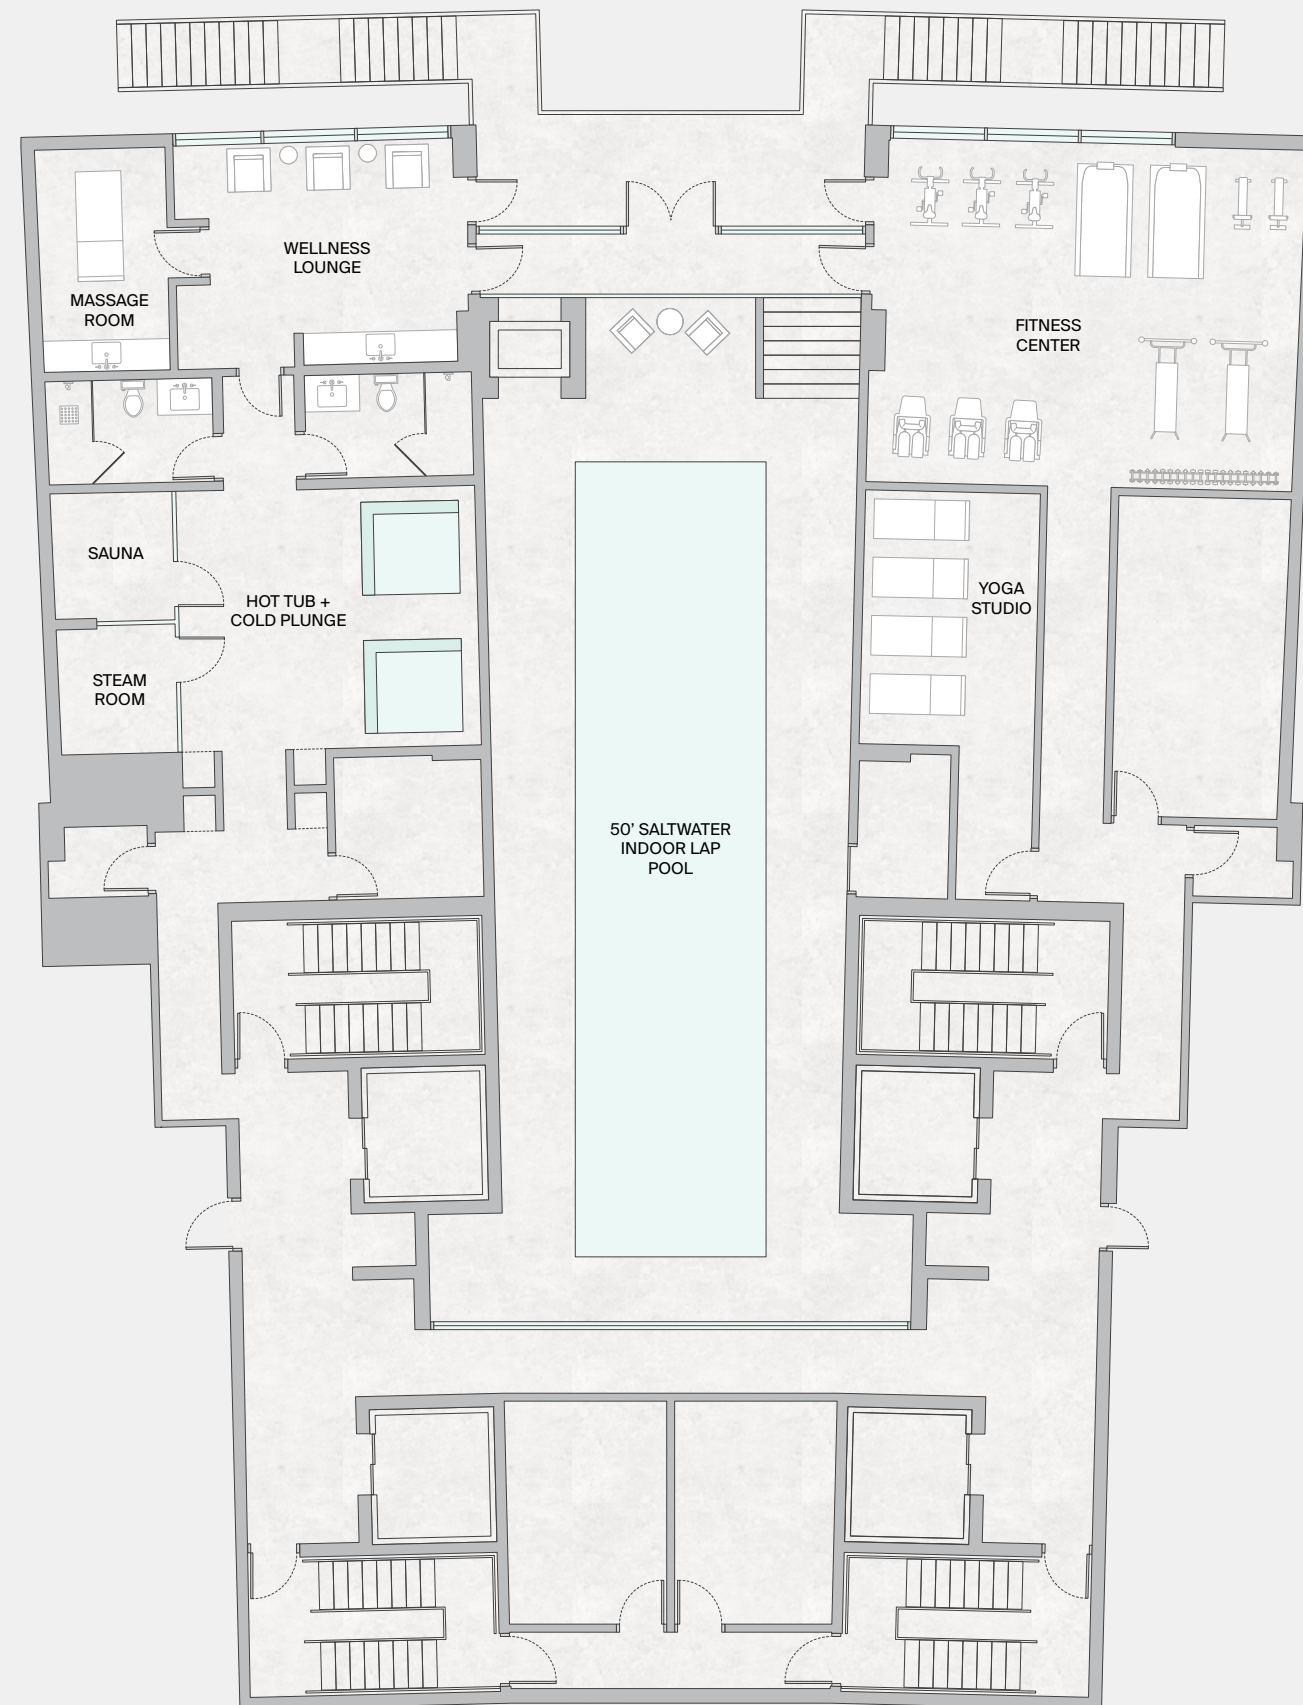 WELLNESS
LOUNGE
MASSAGE
ROOM
FITNESS
CENTER
SAUNA
HOT TUB +
COLD PLUNGE
YOGA
STUDIO
STEAM
ROOM
50’ SALTWATER
INDOOR LAP
POOL